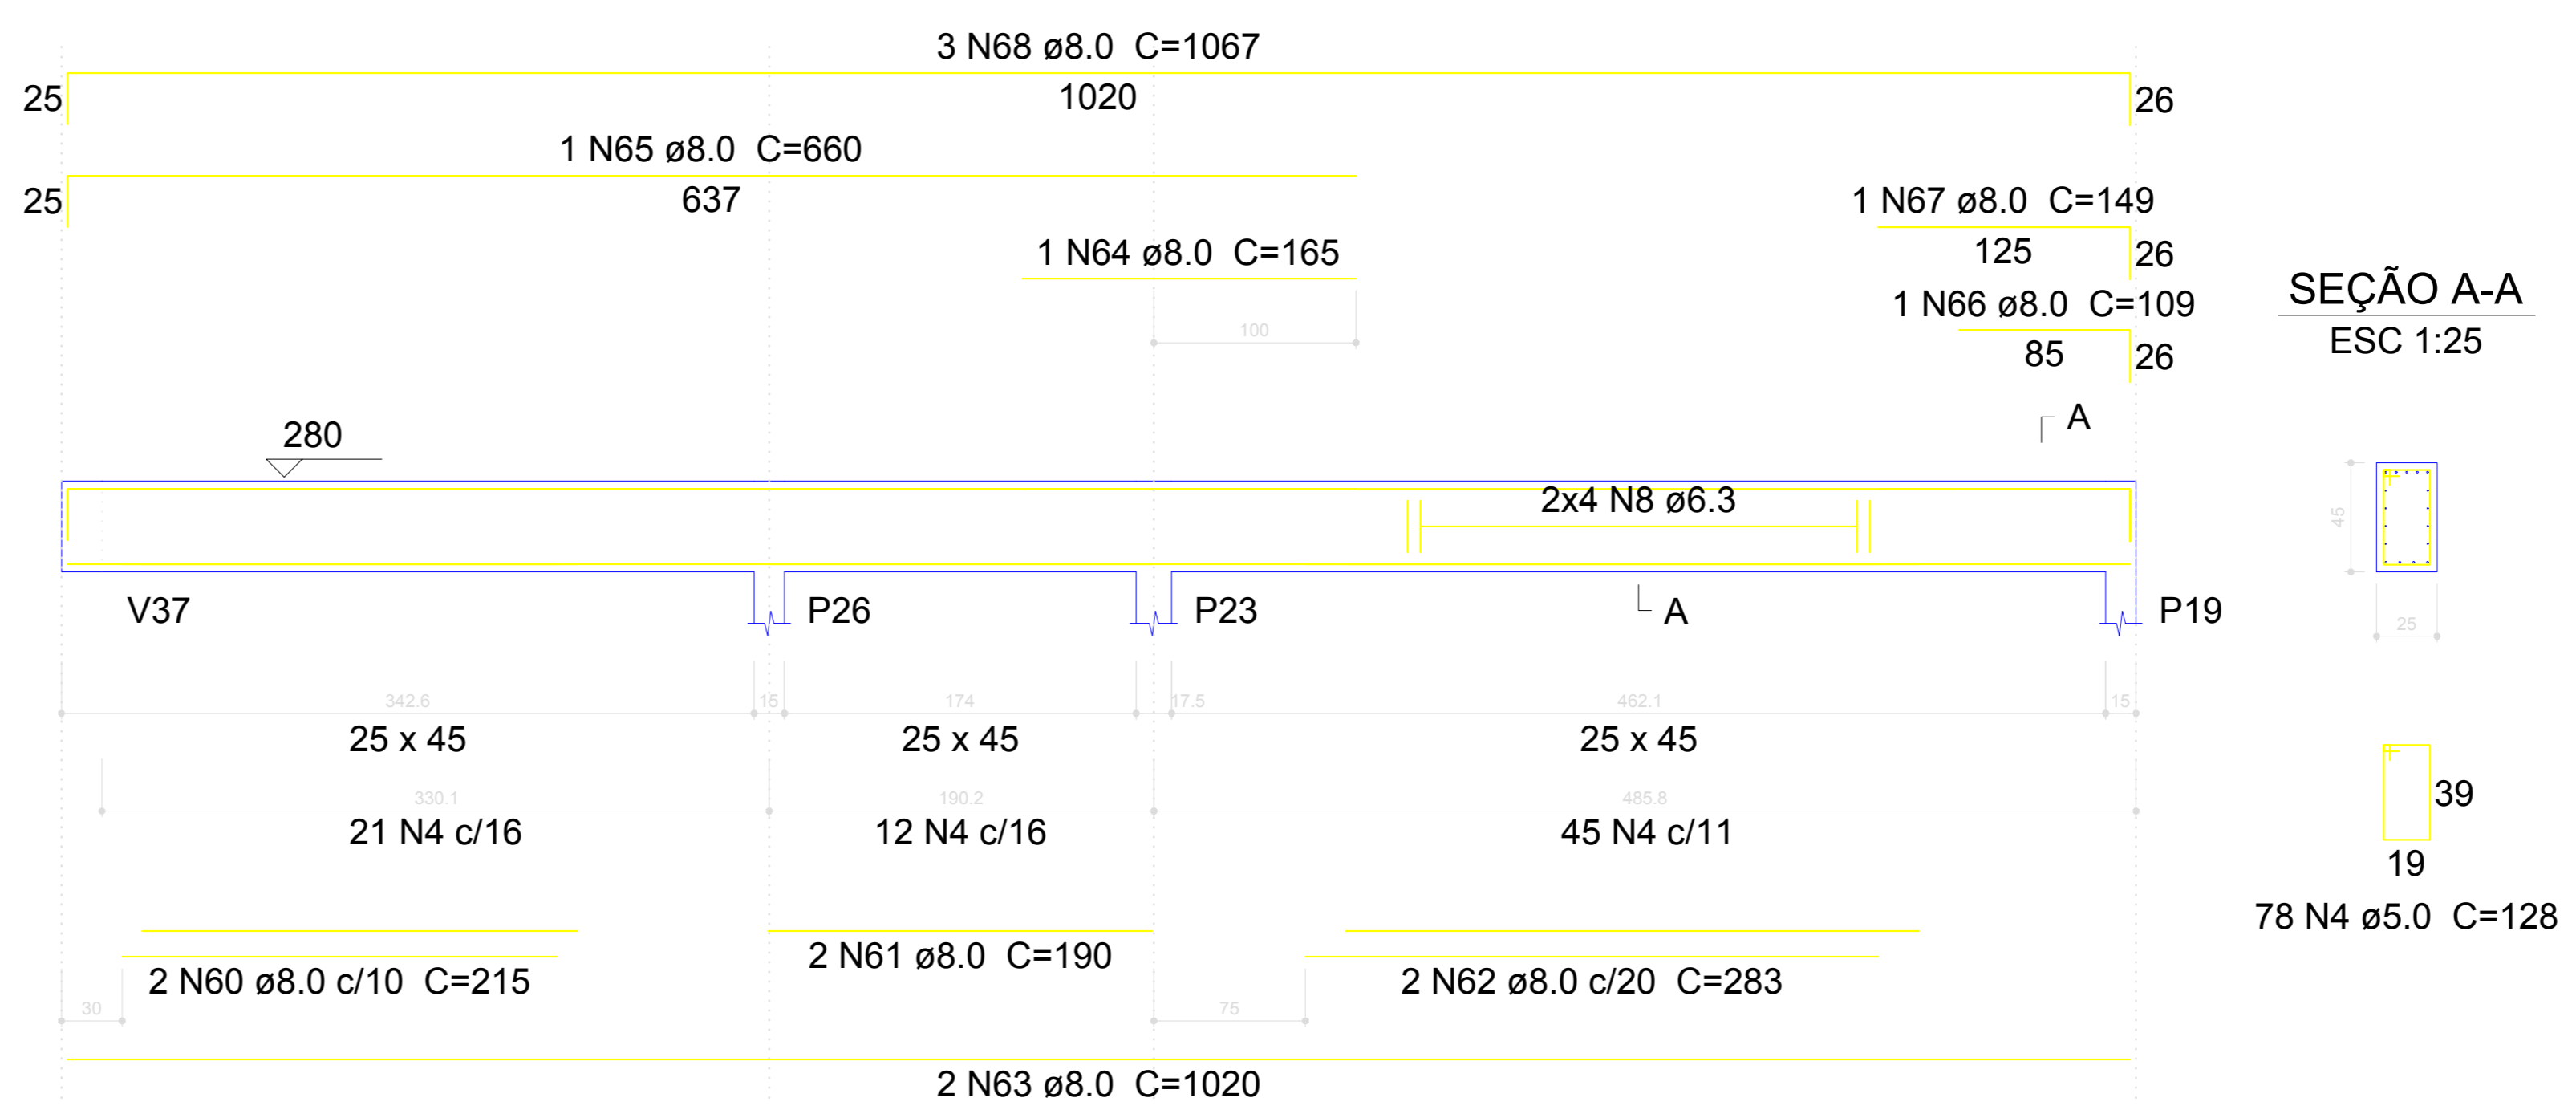 3 N68 ø8.0 C=1067
25
1020
26
1 N65 ø8.0 C=660
25
637
1 N67 ø8.0 C=149
125
26
1 N64 ø8.0 C=165
100
1 N66 ø8.0 C=109
85
26
SEÇÃO A-A
ESC 1:25
A
280
2x4 N8 ø6.3
45
V37
P26
P23
A
P19
25
342.6
15
174
17.5
462.1
15
25 x 45
25 x 45
25 x 45
330.1
190.2
485.8
39
21 N4 c/16
12 N4 c/16
45 N4 c/11
19
78 N4 ø5.0 C=128
2 N60 ø8.0 c/10 C=215
2 N61 ø8.0 C=190
2 N62 ø8.0 c/20 C=283
30
75
2 N63 ø8.0 C=1020